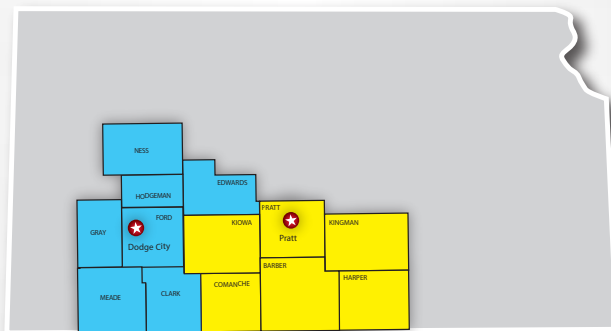 NESS
EDWARDS
HODGEMAN
PRATT
FORD
KIOWA
KINGMAN
GRAY
Pratt
Dodge City
BARBER
HARPER
COMANCHE
CLARK
MEADE